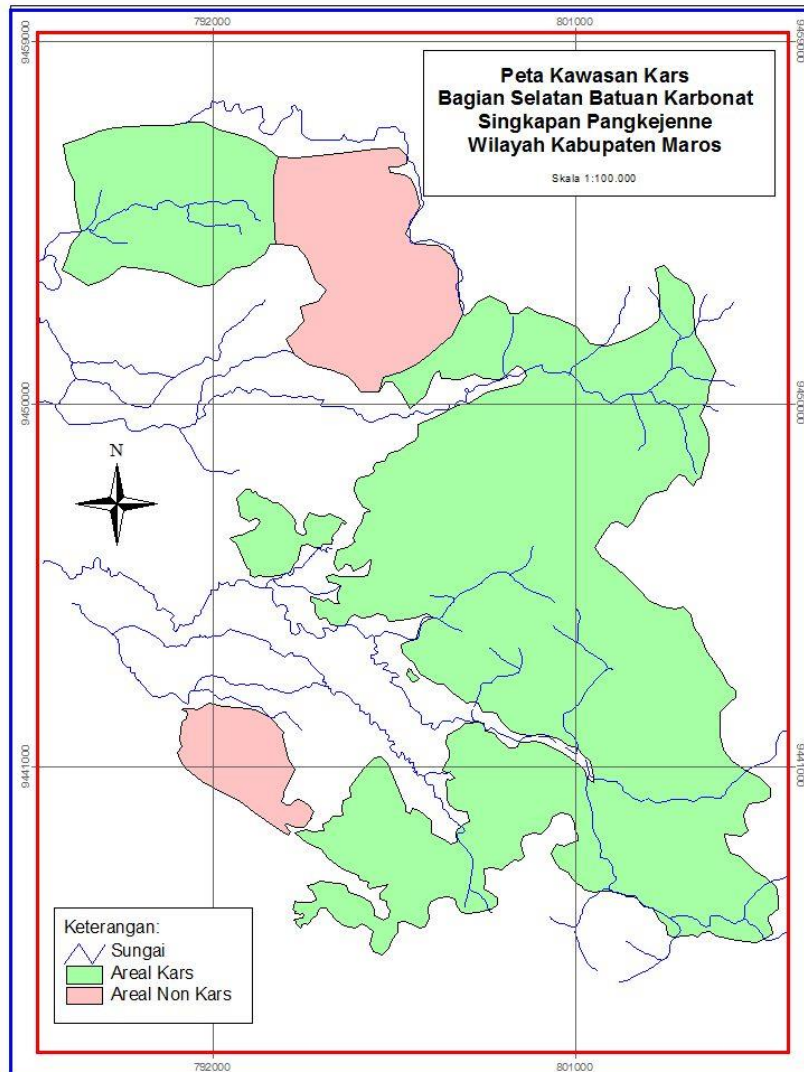 792000
801000
9459000
9459000
Peta Kawasan Kars
Bagian Selatan Batuan Karbonat
Singkapan Pangkejenne
Wilayah Kabupaten Maros
Skala 1:100.000
9450000
9450000
N
9441000
9441000
Keterangan:
Sungai
Areal Kars
Areal Non Kars
792000
801000